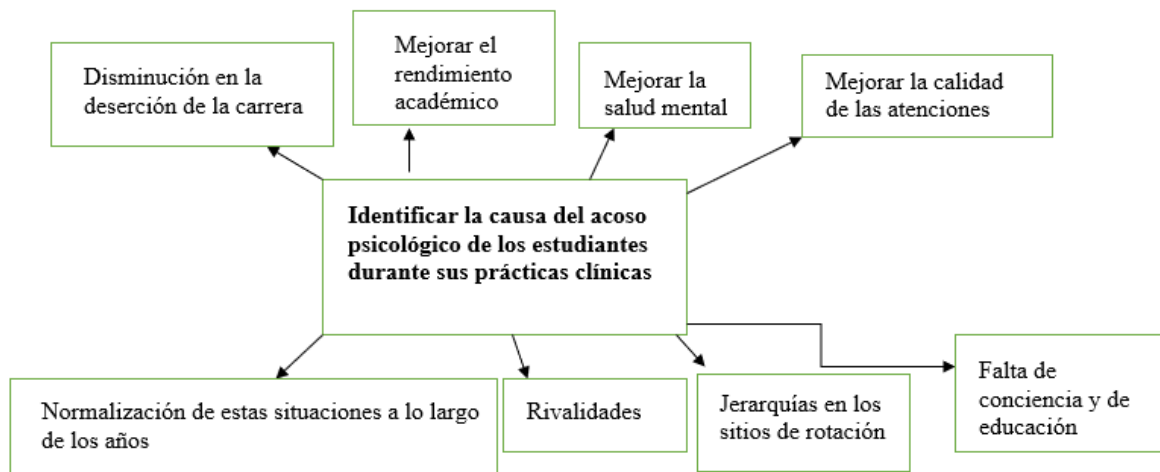 Disminución en la
deserción de la carrera
Mejorar el
rendimiento
académico
Mejorar la
salud mental
Mejorar la calidad
de las atenciones
Identificar la causa del acoso
psicológico de los estudiantes
durante sus prácticas clínicas
Normalización de estas situaciones a lo largo
de los años
Rivalidades
Jerarquías en los
sitios de rotación
Falta de
conciencia y de
educación